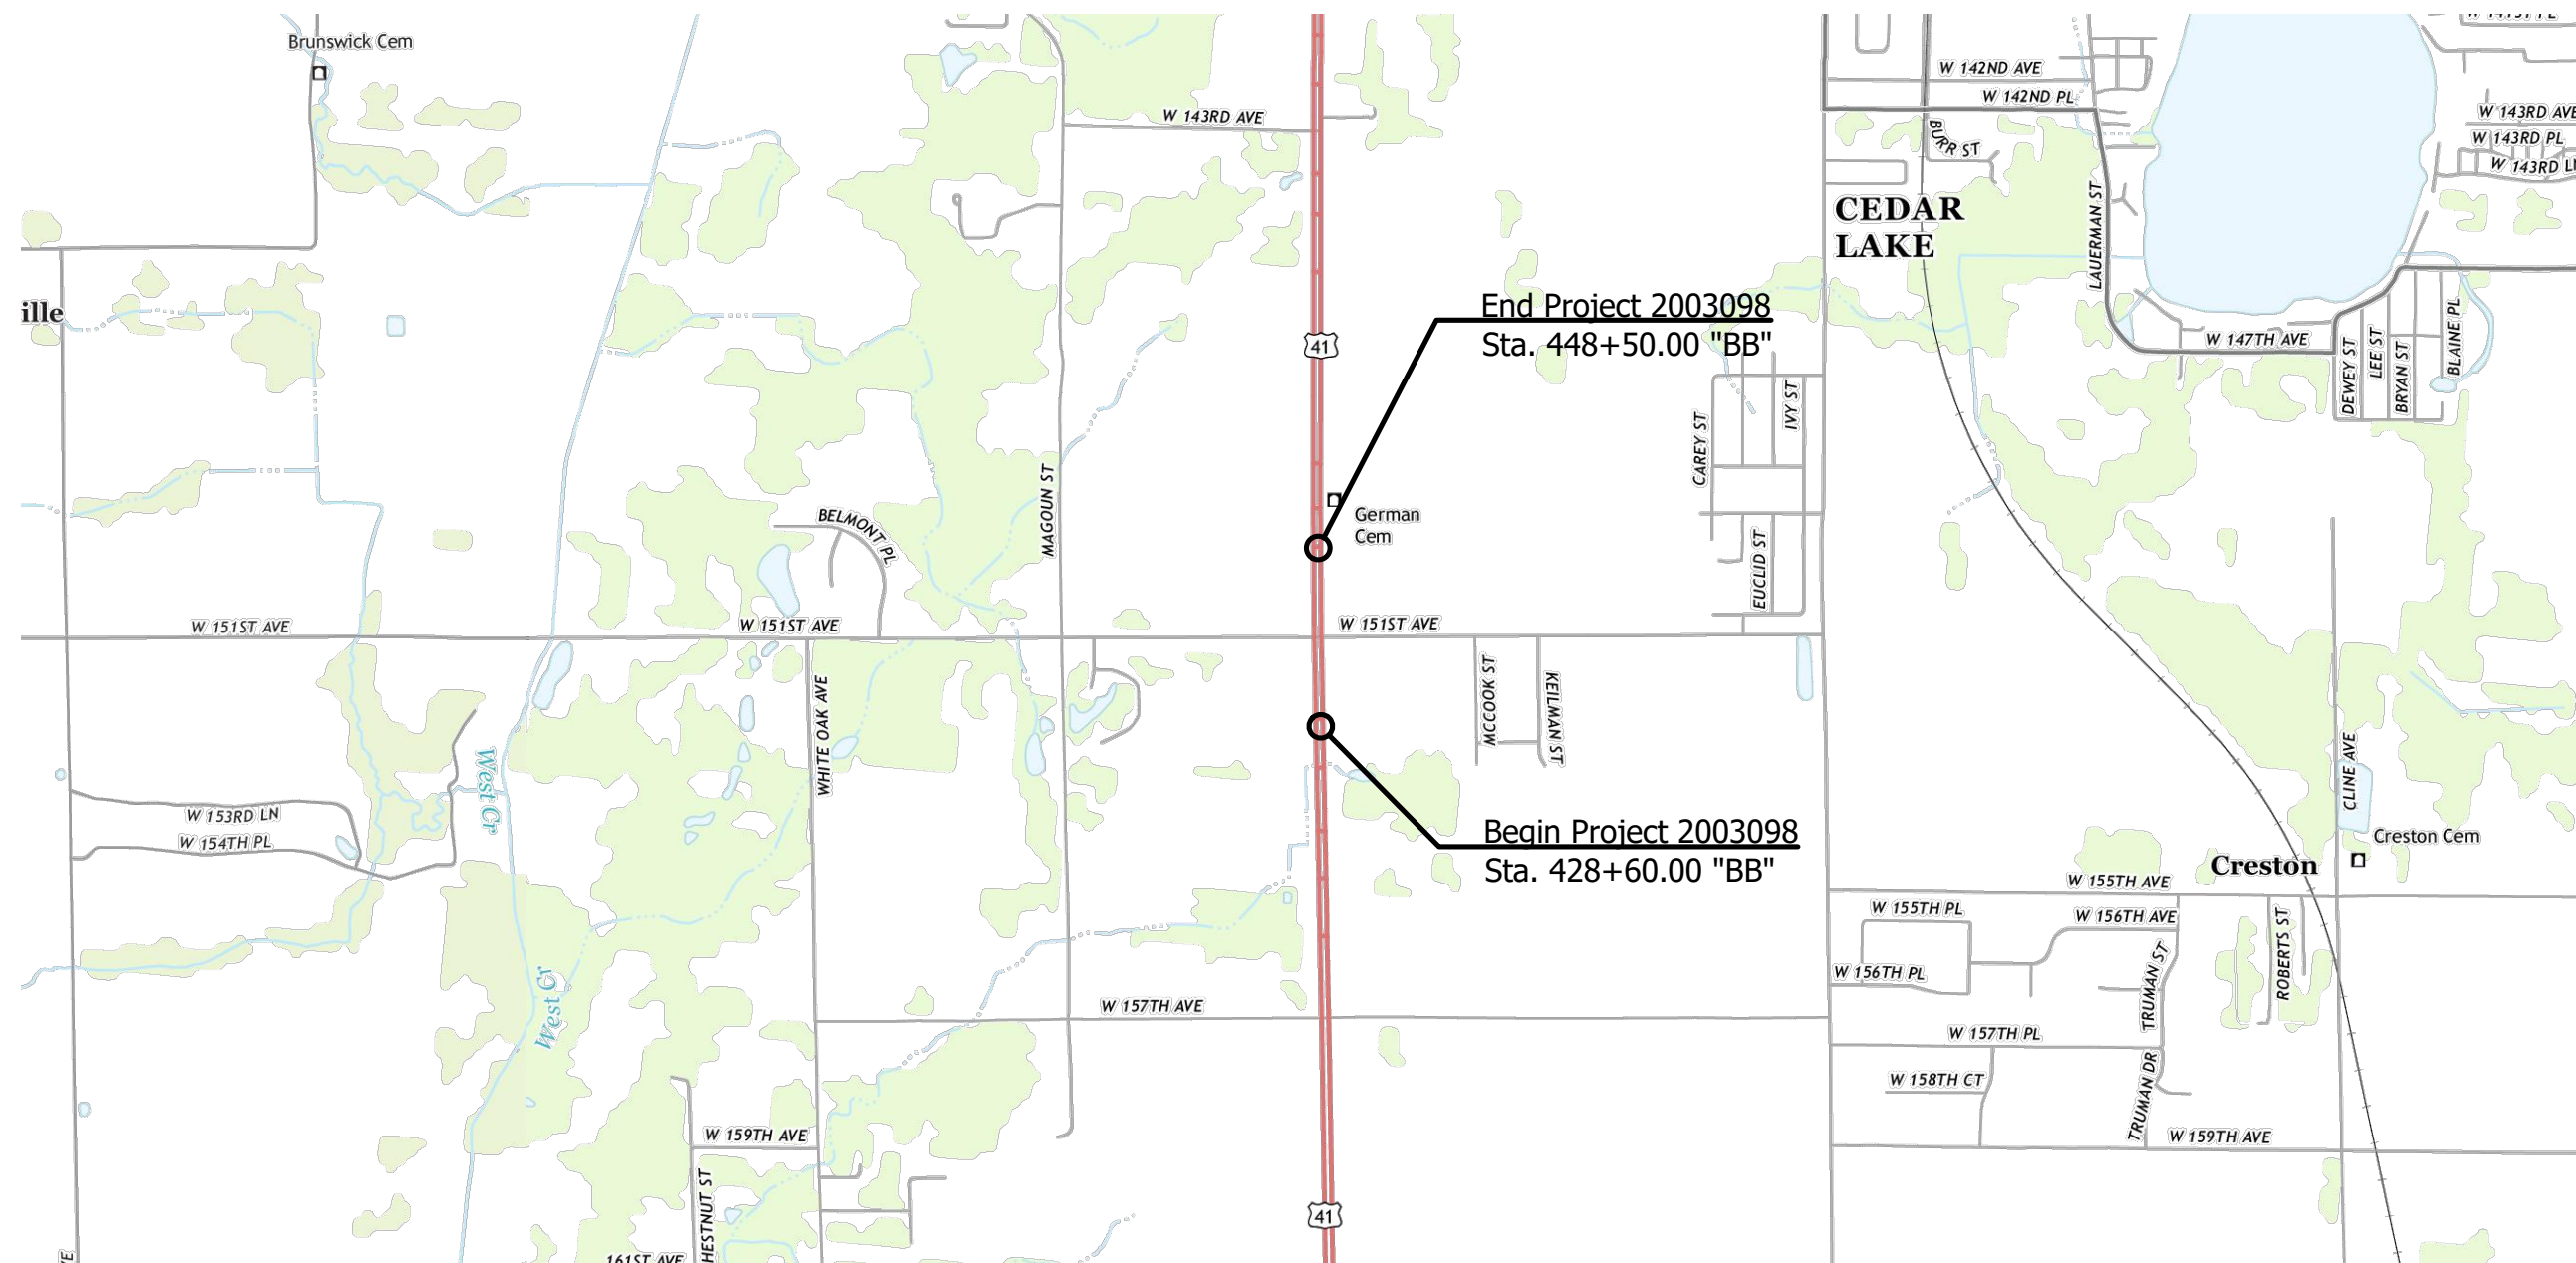 W 141ST PL
Brunswick Cem
W 142ND AVE
W 142ND PL
W 143RD AVE
W 143RD AVE
W 143RD PL
W 143RD LN
BURR ST
CEDAR
LAKE
LAUERMAN ST
ille
End Project 2003098
Sta. 448+50.00 "BB"
41
W 147TH AVE
DEWEY ST
LEE ST
BRYAN ST
BLAINE PL
CAREY ST
IVY ST
MAGOUN ST
BELMONT PL
German
Cem
EUCLID ST
W 151ST AVE
W 151ST AVE
W 151ST AVE
WHITE OAK AVE
MCCOOK ST
KEILMAN ST
West Cr
CLINE AVE
W 153RD LN
W 154TH PL
Begin Project 2003098
Sta. 428+60.00 "BB"
Creston Cem
Creston
W 155TH AVE
W 155TH PL
W 156TH AVE
ROBERTS ST
W 156TH PL
TRUMAN ST
West Cr
W 157TH AVE
W 157TH PL
W 158TH CT
TRUMAN DR
W 159TH AVE
W 159TH AVE
HESTNUT ST
41
161ST AVE
VE